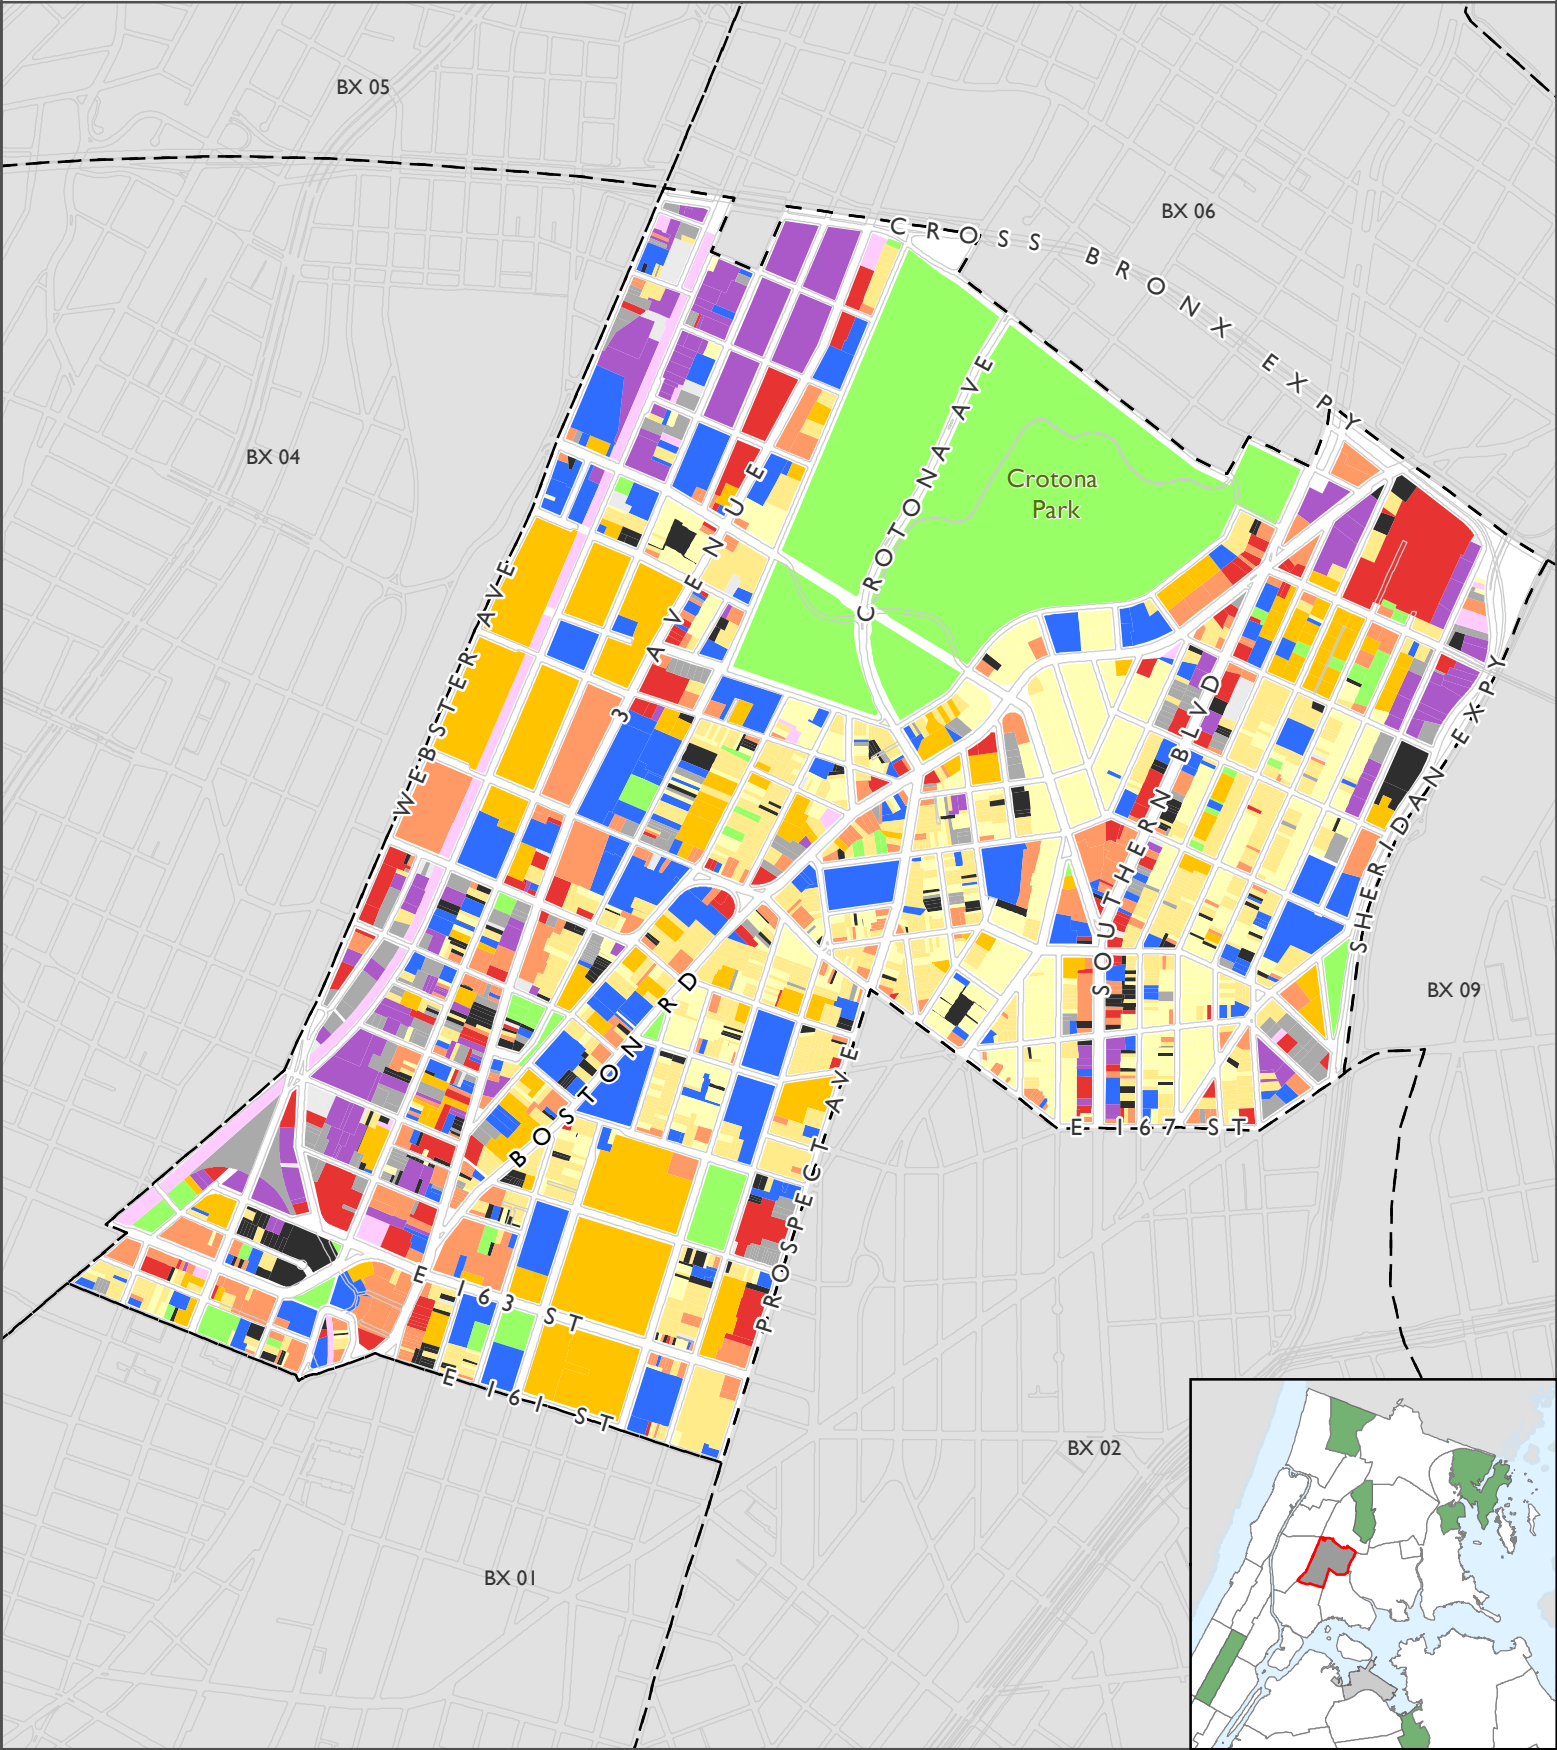 BX 05
BX 06
CROSS BRONX EXPY
BX 04
CROTONA AVE
Crotona
Park
3 AVENUE
WEBSTER AVE
SOUTHERN BLVD
SHERIDAN EXPY
BOSTON RD
BX 09
PROSPECT AVE
E 167 ST
E 163 ST
E 161 ST
BX 02
BX 01